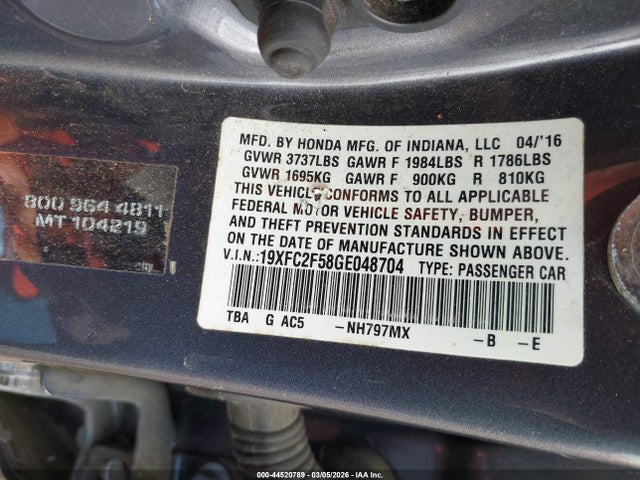 MFD. BY HONDA MFG. OF INDIANA, LLC 04/'16
GVWR 3737LBS GAWR F 1984LBS R 1786LBS
GVWR 1695KG GAWR F 900KG R 810KG
THIS VEHICLE CONFORMS TO ALL APPLICABLE
FEDERAL MOTOR VEHICLE SAFETY, BUMPER,
AND THEFT PREVENTION STANDARDS IN EFFECT
ON THE DATE OF MANUFACTURE SHOWN ABOVE.
V.I.N.: 19XFC2F58GE048704 TYPE: PASSENGER CAR
TBA G AC5 -NH797MX -B -E
800 964 4811
MT 104219
000-44520789 | 03/05/2026 - © IAA Inc.